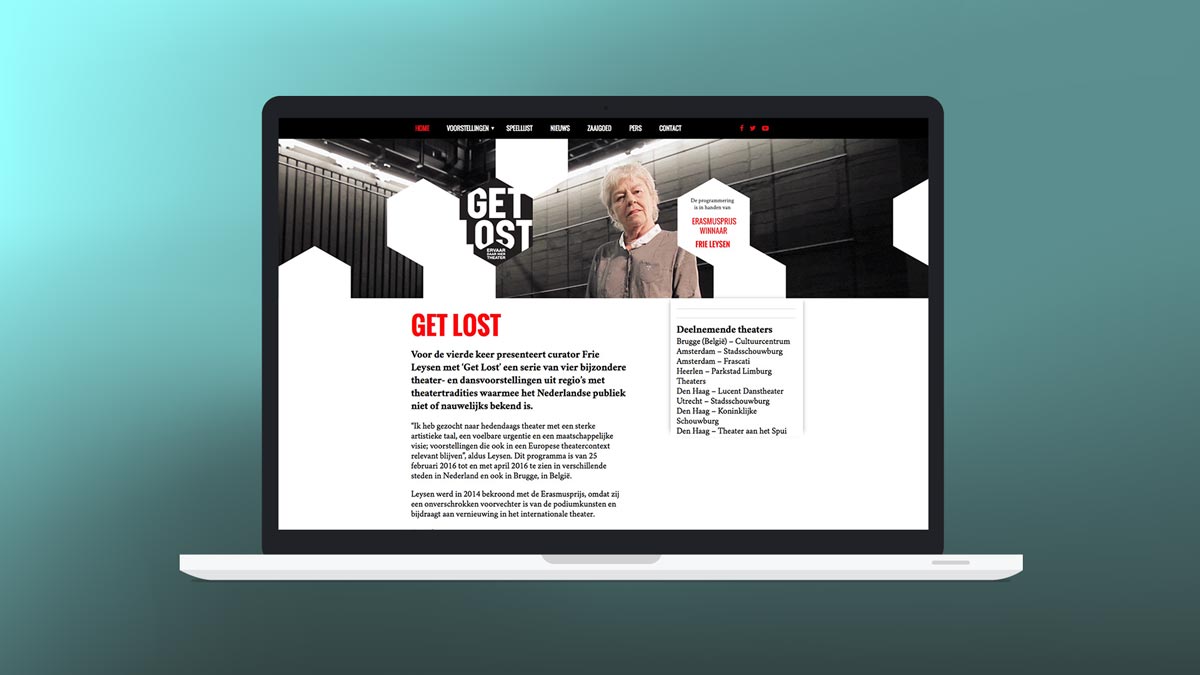 HOME VOORSTELLINGEN SPEELLIJST NIEUWS ZAAIGOED PERS CONTACT
GET
LOST
ERVAAR
DAAR HIER
THEATER
De programmering
is in handen van
ERASMUSPRIJS
WINNAAR
FRIE LEYSEN
GET LOST
Voor de vierde keer presenteert curator Frie
Leysen met ‘Get Lost’ een serie van vier bijzondere
theater- en dansvoorstellingen uit regio’s met
theatertradities waarmee het Nederlandse publiek
niet of nauwelijks bekend is.
“Ik heb gezocht naar hedendaags theater met een sterke
artistieke taal, een voelbare urgentie en een maatschappelijke
visie; voorstellingen die ook in een Europese theatercontext
relevant blijven”, aldus Leysen. Dit programma is van 25
februari 2016 tot en met april 2016 te zien in verschillende
steden in Nederland en ook in Brugge, in België.
Leysen werd in 2014 bekroond met de Erasmusprijs, omdat zij
een onverschrokken voorvechter is van de podiumkunsten en
bijdraagt aan vernieuwing in het internationale theater.
Deelnemende theaters
Brugge (België) – Cultuurcentrum
Amsterdam – Stadsschouwburg
Amsterdam – Frascati
Heerlen – Parkstad Limburg
Theaters
Den Haag – Lucent Danstheater
Utrecht – Stadsschouwburg
Den Haag – Koninklijke
Schouwburg
Den Haag – Theater aan het Spui